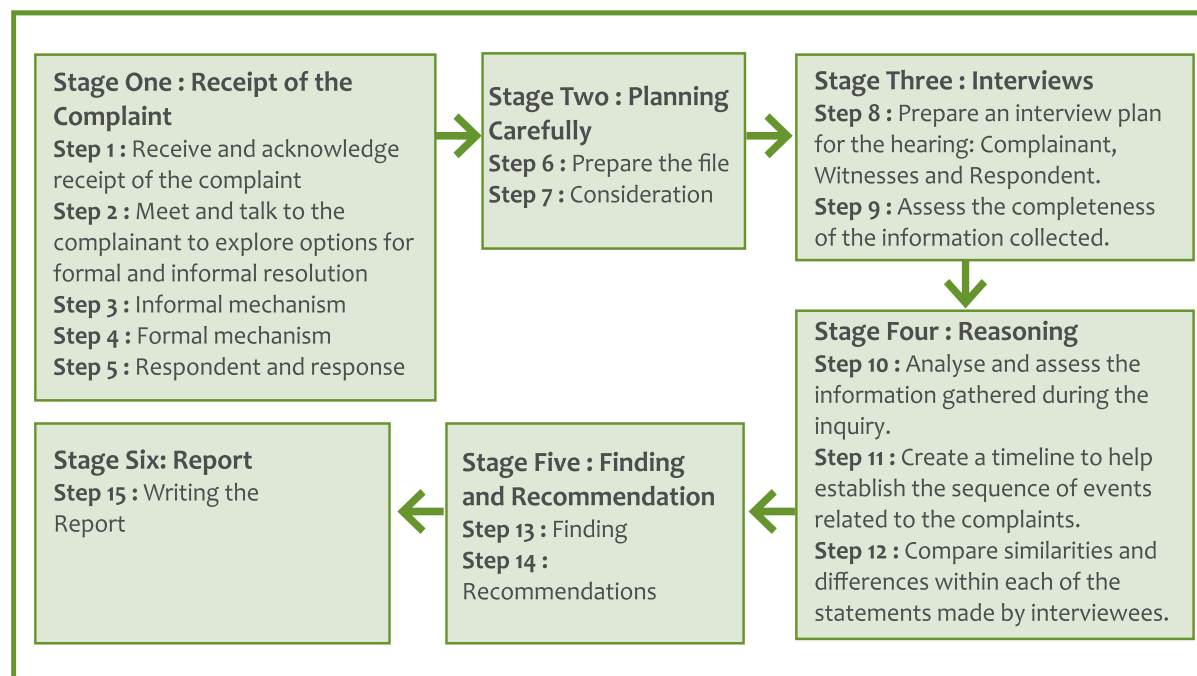 Stage One : Receipt of the
Complaint
Step 1 : Receive and acknowledge
receipt of the complaint
Step 2 : Meet and talk to the
complainant to explore options for
formal and informal resolution
Step 3 : Informal mechanism
Step 4 : Formal mechanism
Step 5 : Respondent and response
Stage Two : Planning
Carefully
Step 6 : Prepare the file
Step 7 : Consideration
Stage Three : Interviews
Step 8 : Prepare an interview plan
for the hearing: Complainant,
Witnesses and Respondent.
Step 9 : Assess the completeness
of the information collected.
Stage Four : Reasoning
Step 10 : Analyse and assess the
information gathered during the
inquiry.
Step 11 : Create a timeline to help
establish the sequence of events
related to the complaints.
Step 12 : Compare similarities and
differences within each of the
statements made by interviewees.
Stage Five : Finding
and Recommendation
Step 13 : Finding
Step 14 :
Recommendations
Stage Six: Report
Step 15 : Writing the
Report